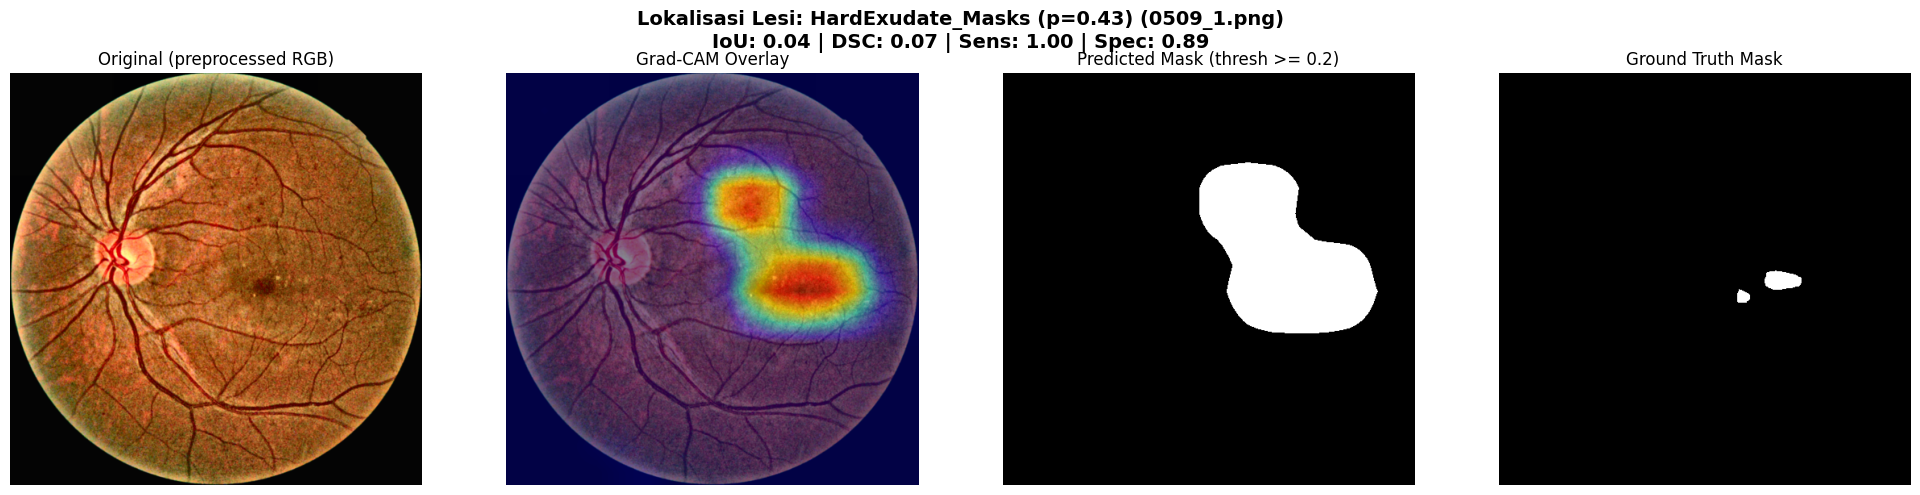 Lokalisasi Lesi: HardExudate_Masks (p=0.43) (0509_1.png)
IoU: 0.04 | DSC: 0.07 | Sens: 1.00 | Spec: 0.89
Original (preprocessed RGB)
Grad-CAM Overlay
Predicted Mask (thresh >= 0.2)
Ground Truth Mask